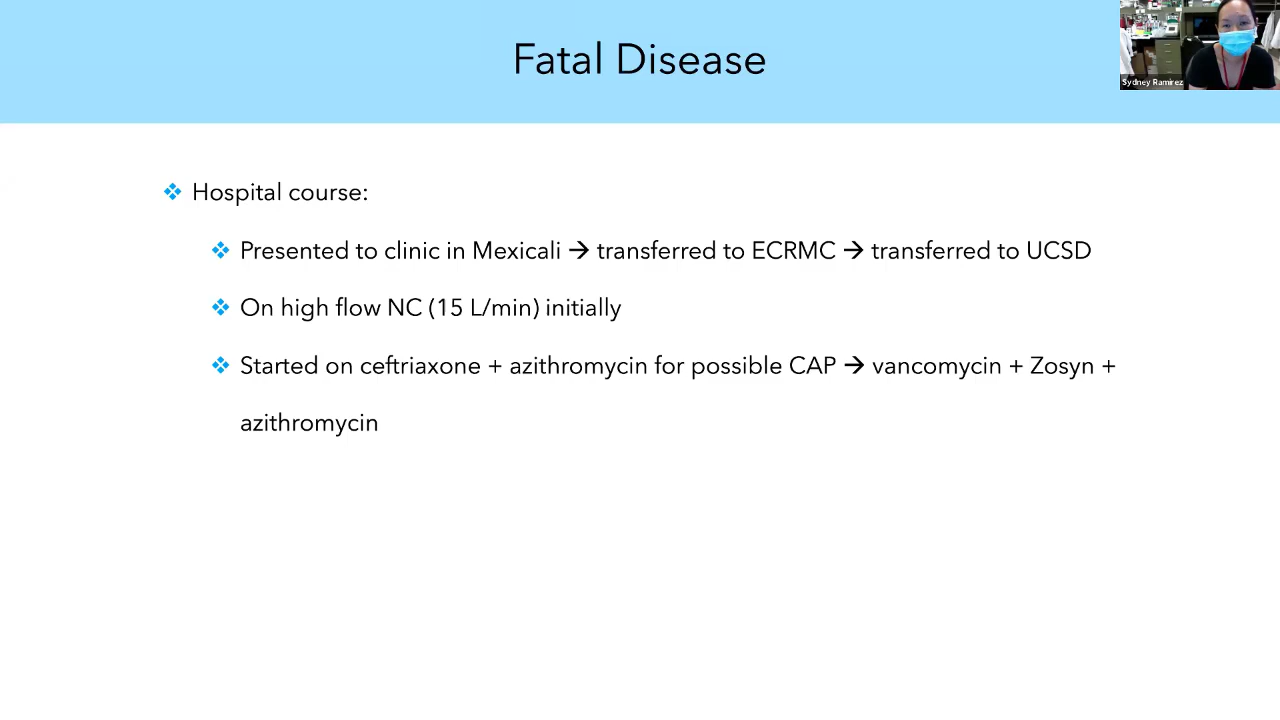 Fatal Disease
Sydney Ramirez
❖ Hospital course:
❖ Presented to clinic in Mexicali → transferred to ECRMC → transferred to UCSD
❖ On high flow NC (15 L/min) initially
❖ Started on ceftriaxone + azithromycin for possible CAP → vancomycin + Zosyn +
azithromycin